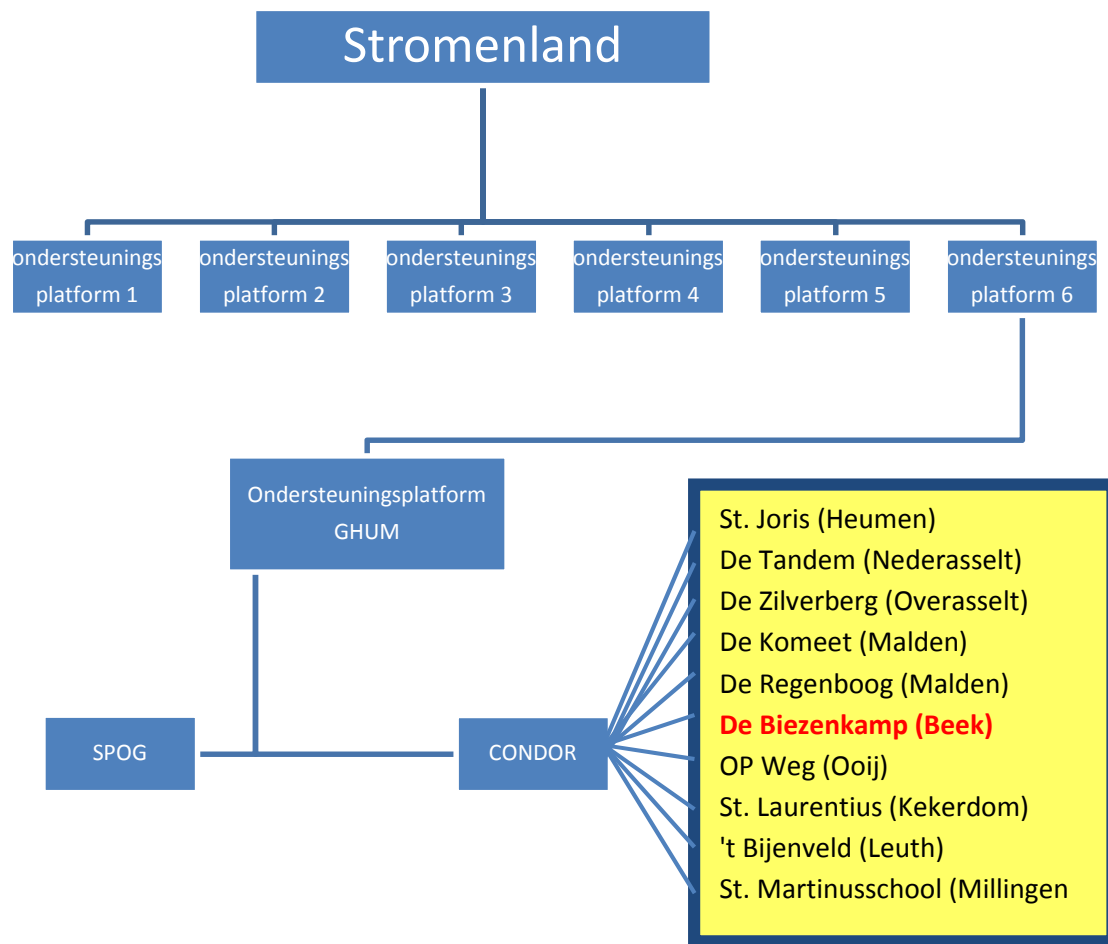 Stromenland
ondersteunings
platform 1
ondersteunings
platform 2
ondersteunings
platform 3
ondersteunings
platform 4
ondersteunings
platform 5
ondersteunings
platform 6
Ondersteuningsplatform
GHUM
SPOG
CONDOR
St. Joris (Heumen)
De Tandem (Nederasselt)
De Zilverberg (Overasselt)
De Komeet (Malden)
De Regenboog (Malden)
De Biezenkamp (Beek)
OP Weg (Ooij)
St. Laurentius (Kekerdom)
't Bijenveld (Leuth)
St. Martinusschool (Millingen